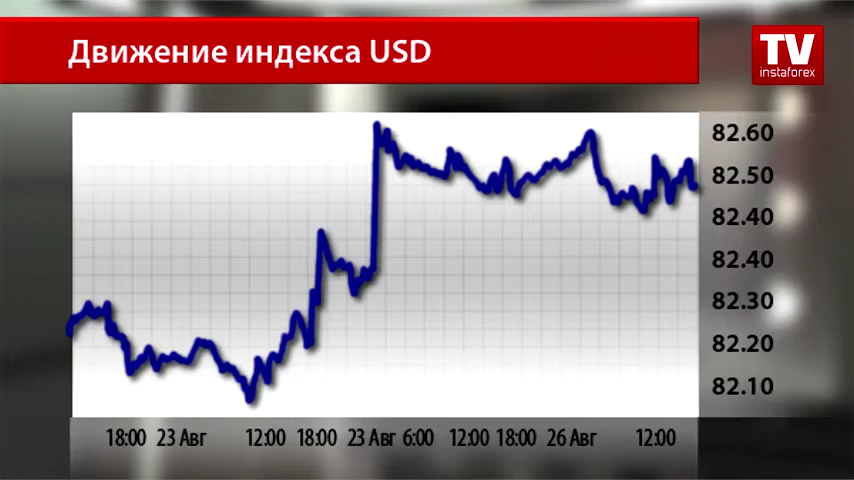 Движение индекса USD
TV
instaforex
82.60
82.50
82.40
82.40
82.30
82.20
82.10
18:00 23 Авг 12:00 18:00 23 Авг 6:00 12:00 18:00 26 Авг 12:00